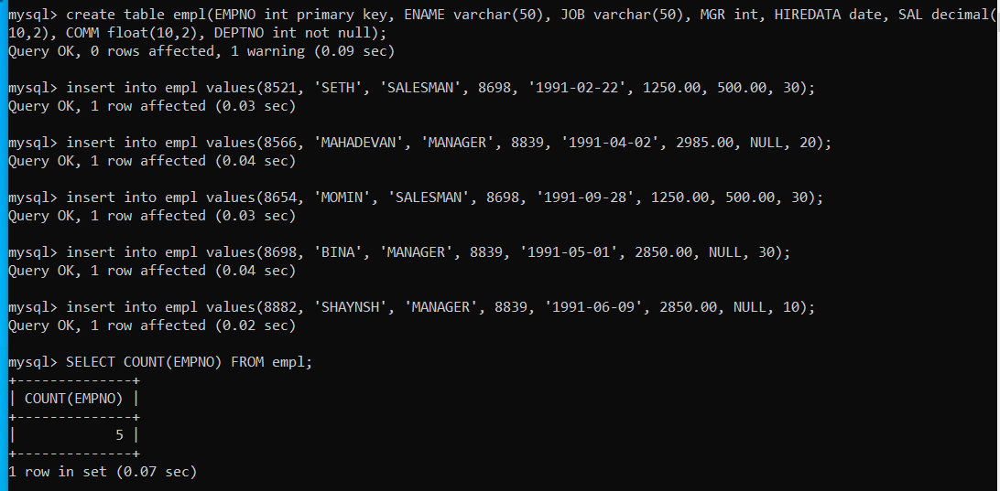 mysql> create table empl(EMPNO int primary key, ENAME varchar(50), JOB varchar(50), MGR int, HIREDATA date, SAL decimal(
10,2), COMM float(10,2), DEPTNO int not null);
Query OK, 0 rows affected, 1 warning (0.09 sec)
mysql> insert into empl values(8521, 'SETH', 'SALESMAN', 8698, '1991-02-22', 1250.00, 500.00, 30);
Query OK, 1 row affected (0.03 sec)
mysql> insert into empl values(8566, 'MAHADEVAN', 'MANAGER', 8839, '1991-04-02', 2985.00, NULL, 20);
Query OK, 1 row affected (0.04 sec)
mysql> insert into empl values(8654, 'MOMIN', 'SALESMAN', 8698, '1991-09-28', 1250.00, 500.00, 30);
Query OK, 1 row affected (0.03 sec)
mysql> insert into empl values(8698, 'BINA', 'MANAGER', 8839, '1991-05-01', 2850.00, NULL, 30);
Query OK, 1 row affected (0.04 sec)
mysql> insert into empl values(8882, 'SHAYNSH', 'MANAGER', 8839, '1991-06-09', 2850.00, NULL, 10);
Query OK, 1 row affected (0.02 sec)
mysql> SELECT COUNT(EMPNO) FROM empl;
+--------------+
| COUNT(EMPNO) |
+--------------+
|            5 |
+--------------+
1 row in set (0.07 sec)